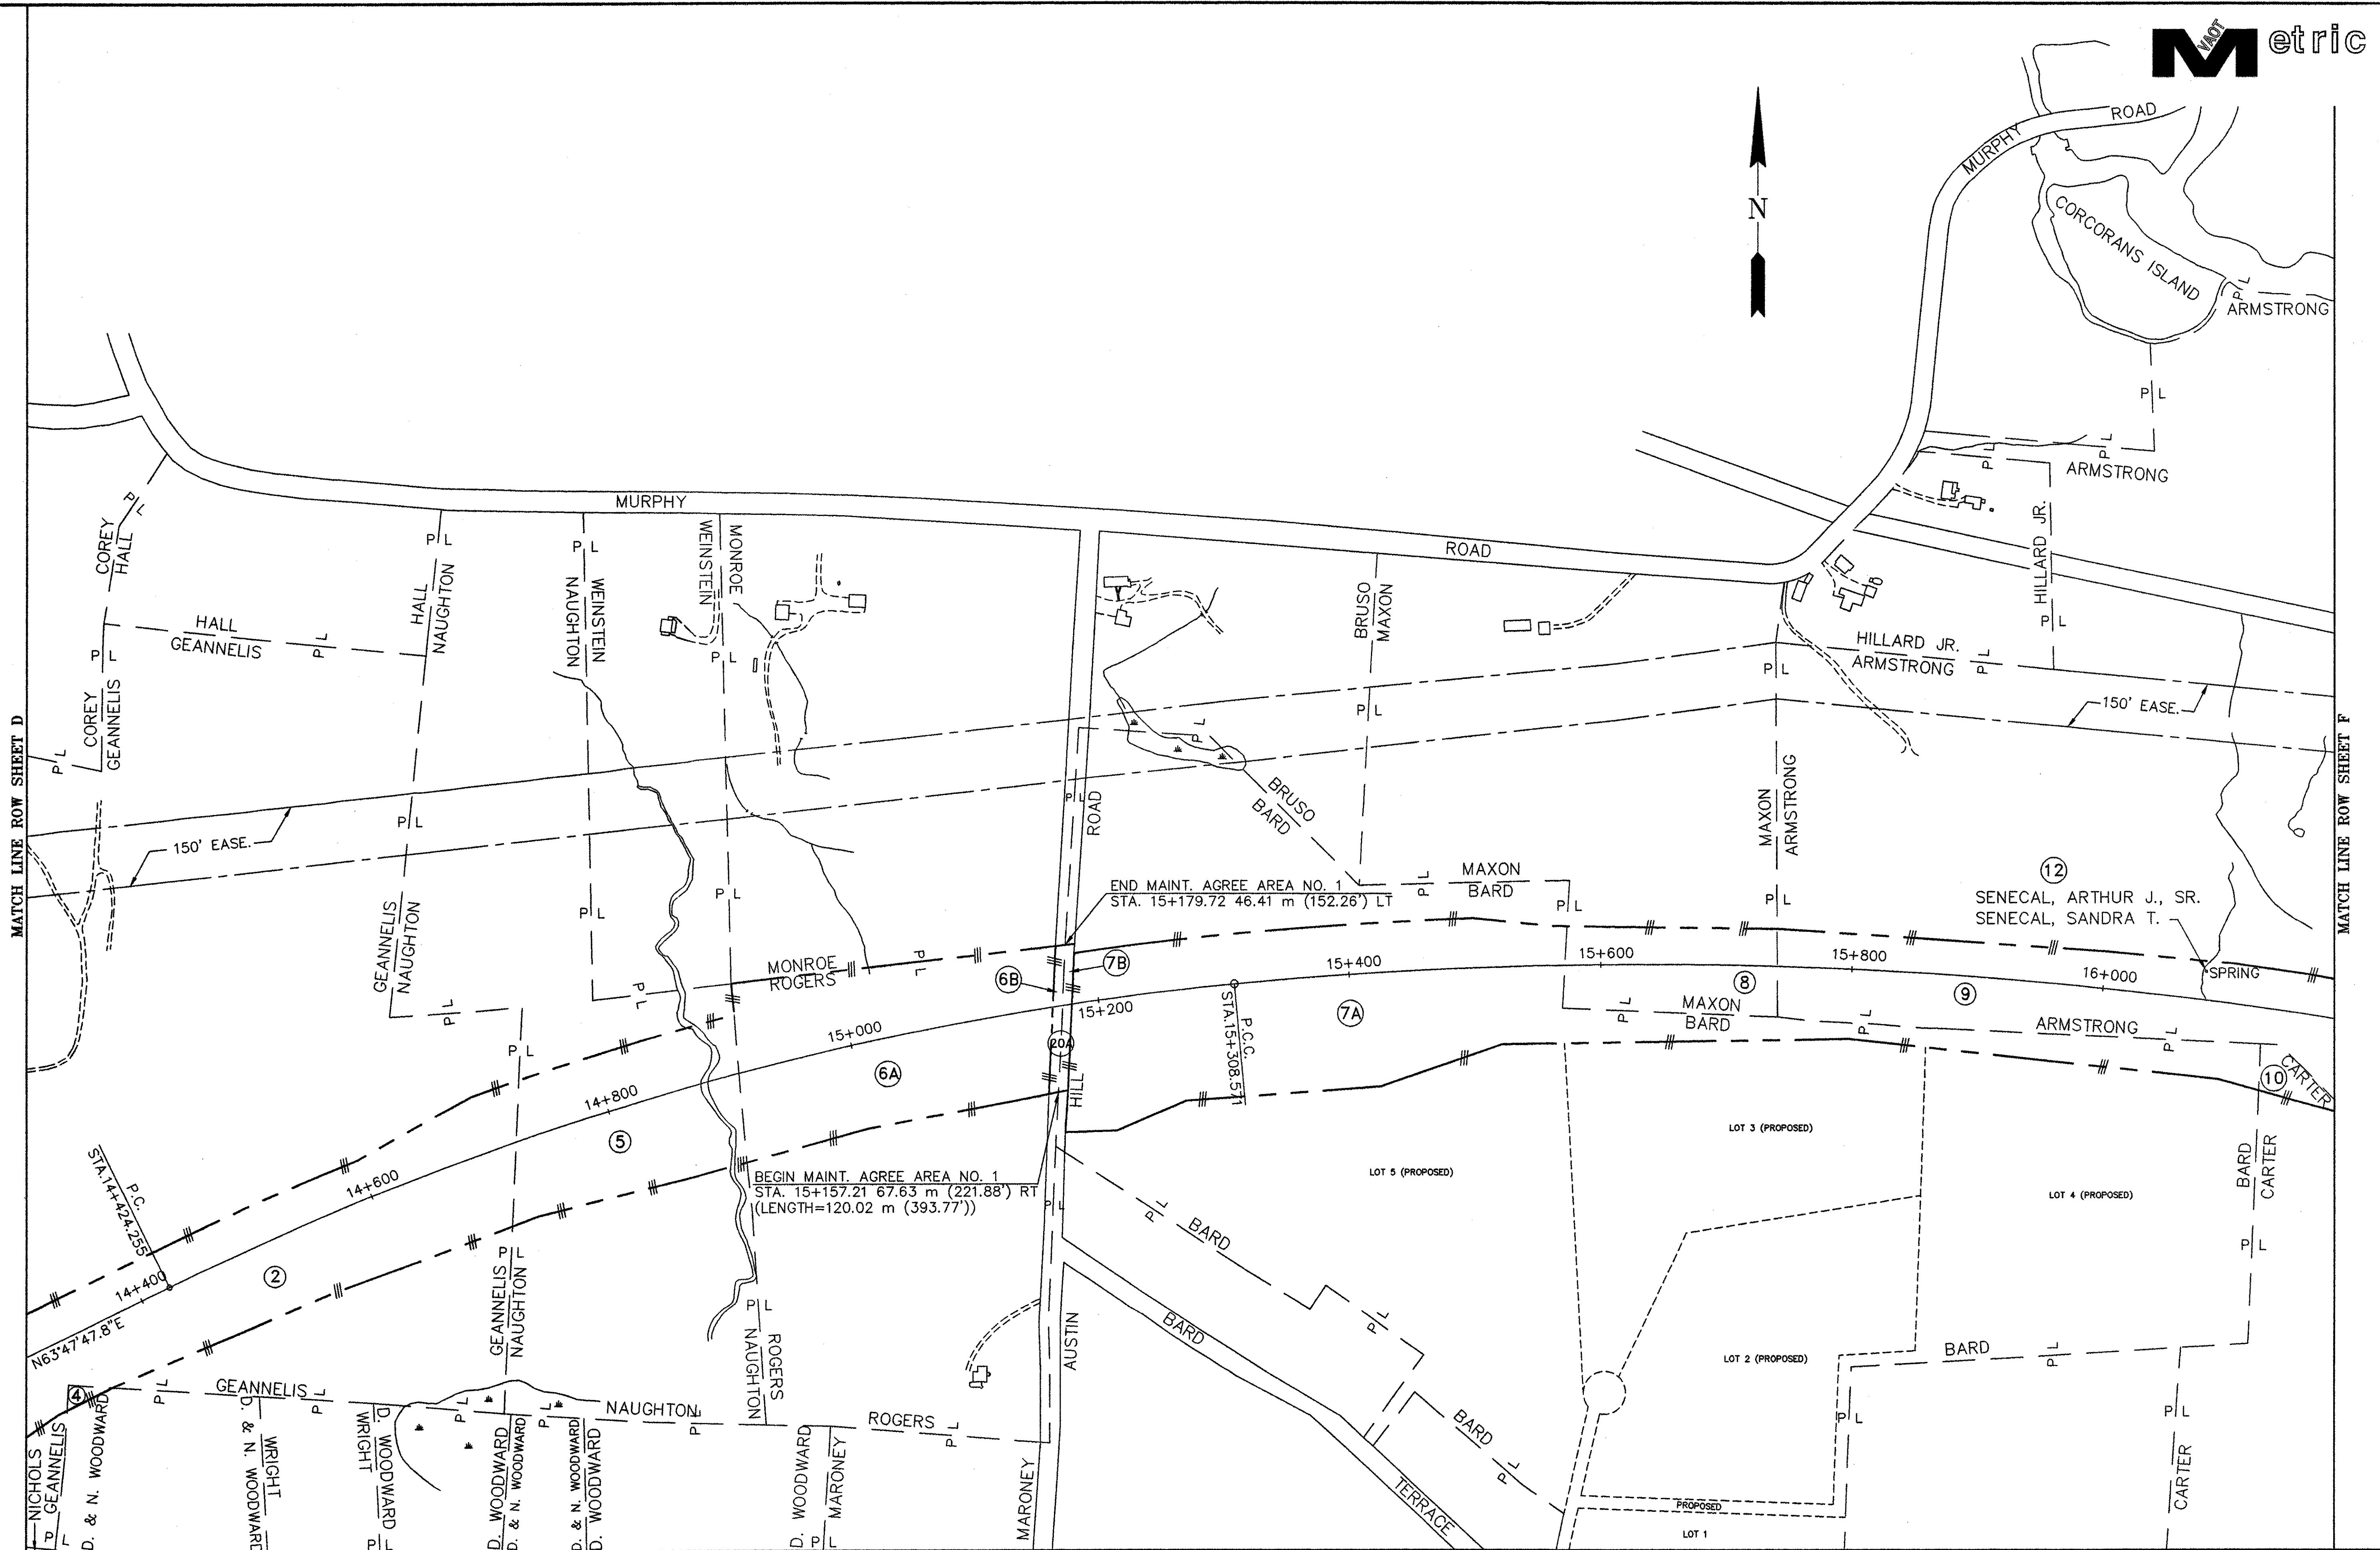 VAOT
Metric
MURPHY ROAD
CORCORANS ISLAND
P L
ARMSTRONG
N
P L
P L
P L
ARMSTRONG
HILLARD JR.
P L
HILLARD JR.
ARMSTRONG
P L
150' EASE.
MURPHY
ROAD
P L
COREY
HALL
HALL
GEANNELIS
P L
P L
COREY
GEANNELIS
P L
P L
HALL
NAUGHTON
P L
WEINSTEIN
NAUGHTON
WEINSTEIN
MONROE
P L
BRUSO
MAXON
P L
P L
BRUSO
BARD
P L
ROAD
P L
MAXON
ARMSTRONG
P L
MATCH LINE ROW SHEET D
MATCH LINE ROW SHEET F
150' EASE.
P L
GEANNELIS
NAUGHTON
P L
P L
P L
P L
MONROE
ROGERS
P L
END MAINT. AGREE AREA NO. 1
STA. 15+179.72 46.41 m (152.26') LT
P L
MAXON
BARD
P L
12
SENECAL, ARTHUR J., SR.
SENECAL, SANDRA T.
SPRING
6B
7B
15+400
15+600
15+800
16+000
8
9
7A
15+200
P.C.C.
STA.15+308.571
P L
MAXON
BARD
P L
ARMSTRONG
P L
10
CARTER
15+000
20A
6A
HILL
P L
14+800
5
14+600
P.C.
STA.14+424.255
14+400
2
N63°47'47.8"E
BEGIN MAINT. AGREE AREA NO. 1
STA. 15+157.21 67.63 m (221.88') RT
(LENGTH=120.02 m (393.77'))
P L
LOT 3 (PROPOSED)
LOT 5 (PROPOSED)
LOT 4 (PROPOSED)
BARD
CARTER
P L
P L
BARD
P L
P L
GEANNELIS
NAUGHTON
P L
ROGERS
NAUGHTON
AUSTIN
BARD
TERRACE
LOT 2 (PROPOSED)
BARD
P L
P L
BARD
P L
P L
CARTER
PROPOSED
LOT 1
4
P L
GEANNELIS
P L
P L
P L
NAUGHTON
P L
ROGERS
P L
NICHOLS
GEANNELIS
P L
D. & N. WOODWARD
D. & N. WOODWARD
WRIGHT
WRIGHT
D. WOODWARD
P L
D. WOODWARD
D. & N. WOODWARD
D. & N. WOODWARD
D. WOODWARD
D. WOODWARD
MARONEY
P L
MARONEY